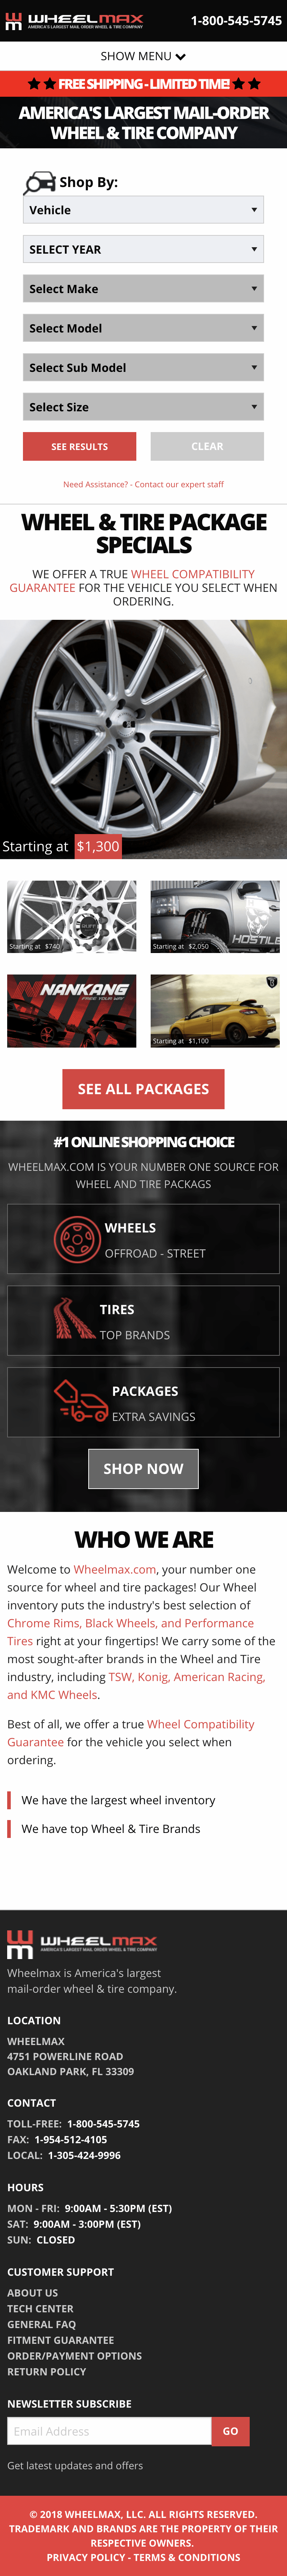 WHEELMAX
AMERICA'S LARGEST MAIL ORDER WHEEL & TIRE COMPANY
1-800-545-5745
SHOW MENU
FREE SHIPPING - LIMITED TIME!
AMERICA'S LARGEST MAIL-ORDER
WHEEL & TIRE COMPANY
Shop By:
Vehicle
SELECT YEAR
Select Make
Select Model
Select Sub Model
Select Size
SEE RESULTS
CLEAR
Need Assistance? - Contact our expert staff
WHEEL & TIRE PACKAGE
SPECIALS
WE OFFER A TRUE WHEEL COMPATIBILITY
GUARANTEE FOR THE VEHICLE YOU SELECT WHEN
ORDERING.
Starting at $1,300
Starting at $740
HOSTILE
Starting at $2,050
NANKANG
FREE YOUR WAY
Starting at $1,100
SEE ALL PACKAGES
#1 ONLINE SHOPPING CHOICE
WHEELMAX.COM IS YOUR NUMBER ONE SOURCE FOR
WHEEL AND TIRE PACKAGS
WHEELS
OFFROAD - STREET
TIRES
TOP BRANDS
PACKAGES
EXTRA SAVINGS
SHOP NOW
WHO WE ARE
Welcome to Wheelmax.com, your number one
source for wheel and tire packages! Our Wheel
inventory puts the industry's best selection of
Chrome Rims, Black Wheels, and Performance
Tires right at your fingertips! We carry some of the
most sought-after brands in the Wheel and Tire
industry, including TSW, Konig, American Racing,
and KMC Wheels.
Best of all, we offer a true Wheel Compatibility
Guarantee for the vehicle you select when
ordering.
We have the largest wheel inventory
We have top Wheel & Tire Brands
WHEELMAX
AMERICA'S LARGEST MAIL ORDER WHEEL & TIRE COMPANY
Wheelmax is America's largest
mail-order wheel & tire company.
LOCATION
WHEELMAX
4751 POWERLINE ROAD
OAKLAND PARK, FL 33309
CONTACT
TOLL-FREE: 1-800-545-5745
FAX: 1-954-512-4105
LOCAL: 1-305-424-9996
HOURS
MON - FRI: 9:00AM - 5:30PM (EST)
SAT: 9:00AM - 3:00PM (EST)
SUN: CLOSED
CUSTOMER SUPPORT
ABOUT US
TECH CENTER
GENERAL FAQ
FITMENT GUARANTEE
ORDER/PAYMENT OPTIONS
RETURN POLICY
NEWSLETTER SUBSCRIBE
Email Address
GO
Get latest updates and offers
© 2018 WHEELMAX, LLC. ALL RIGHTS RESERVED.
TRADEMARK AND BRANDS ARE THE PROPERTY OF THEIR
RESPECTIVE OWNERS.
PRIVACY POLICY - TERMS & CONDITIONS